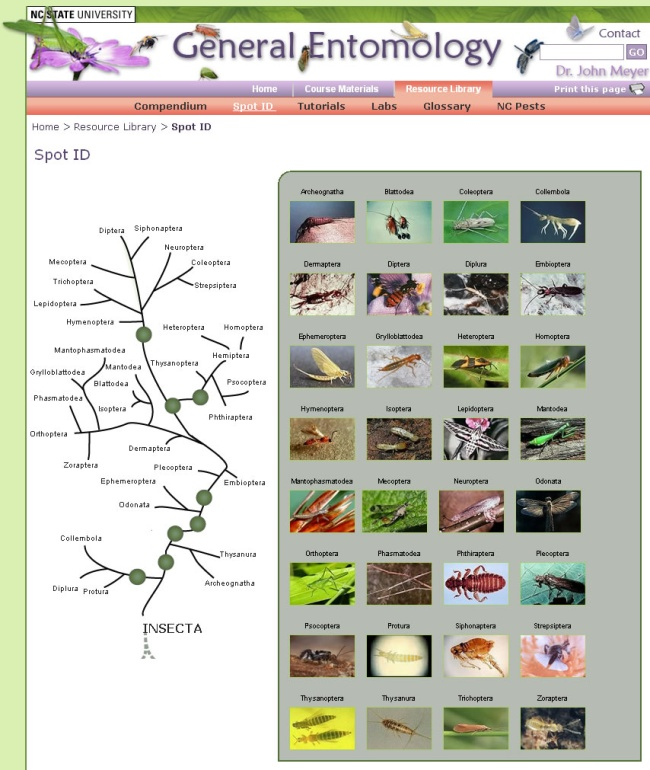 NC STATE UNIVERSITY
General Entomology
Contact
GO
Dr. John Meyer
Home Course Materials Resource Library Print this page
Compendium Spot ID Tutorials Labs Glossary NC Pests
Home > Resource Library > Spot ID
Spot ID
Diptera Siphonaptera
Neuroptera
Mecoptera Coleoptera
Trichoptera Strepsiptera
Lepidoptera
Hymenoptera Heteroptera Homoptera
Mantophasmatodea Hemiptera
Grylloblattodea Mantodea Thysanoptera
Blattodea Psocoptera
Phasmatodea Isoptera
Phthiraptera
Orthoptera
Dermaptera
Zoraptera Plecoptera
Ephemeroptera Embioptera
Odonata
Collembola
Thysanura
Diplura Protura Archeognatha
INSECTA
Archeognatha Blattodea Coleoptera Collembola
Dermaptera Diptera Diplura Embioptera
Ephemeroptera Grylloblattodea Heteroptera Homoptera
Hymenoptera Isoptera Lepidoptera Mantodea
Mantophasmatodea Mecoptera Neuroptera Odonata
Orthoptera Phasmatodea Phthiraptera Plecoptera
Psocoptera Protura Siphonaptera Strepsiptera
Thysanoptera Thysanura Trichoptera Zoraptera